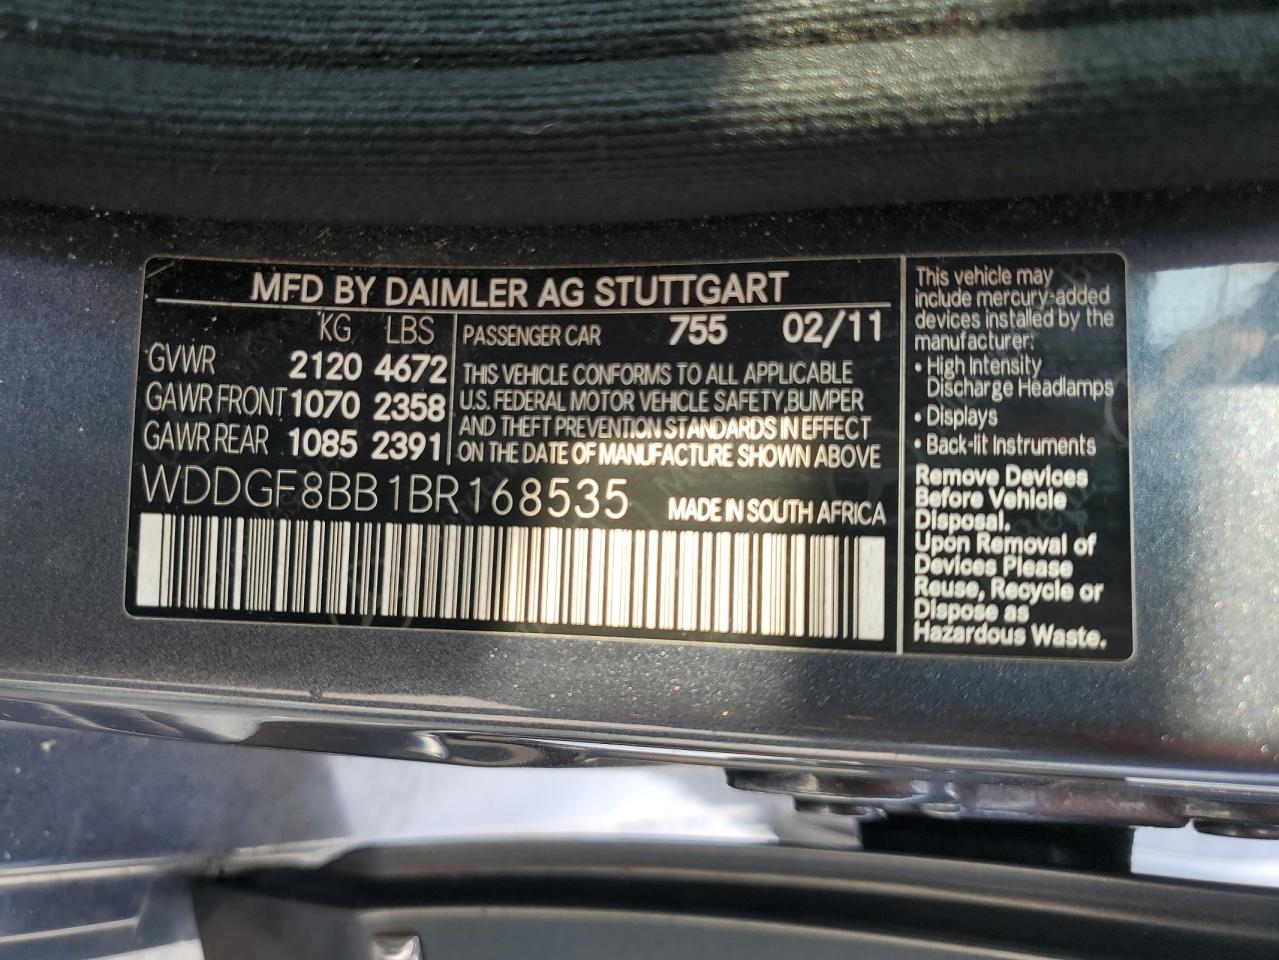 MFD BY DAIMLER AG STUTTGART
KG LBS
GVWR 2120 4672
GAWR FRONT 1070 2358
GAWR REAR 1085 2391
PASSENGER CAR 755 02/11
THIS VEHICLE CONFORMS TO ALL APPLICABLE
U.S. FEDERAL MOTOR VEHICLE SAFETY,BUMPER
AND THEFT PREVENTION STANDARDS IN EFFECT
ON THE DATE OF MANUFACTURE SHOWN ABOVE
WDDGF8BB1BR168535 MADE IN SOUTH AFRICA
This vehicle may
include mercury-added
devices installed by the
manufacturer:
• High Intensity
Discharge Headlamps
• Displays
• Back-lit Instruments
Remove Devices
Before Vehicle
Disposal.
Upon Removal of
Devices Please
Reuse, Recycle or
Dispose as
Hazardous Waste.